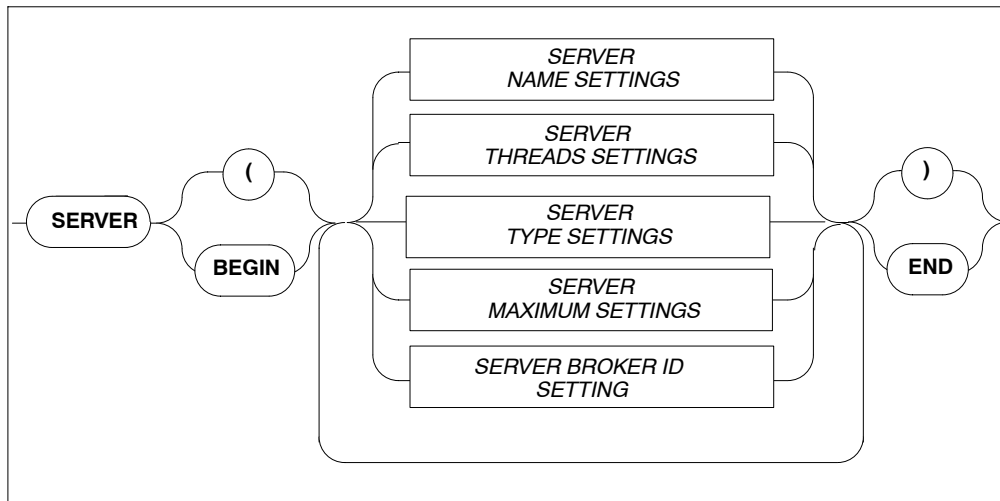 SERVER
(
BEGIN
SERVER
NAME SETTINGS
SERVER
THREADS SETTINGS
SERVER
TYPE SETTINGS
SERVER
MAXIMUM SETTINGS
SERVER BROKER ID
SETTING
)
END